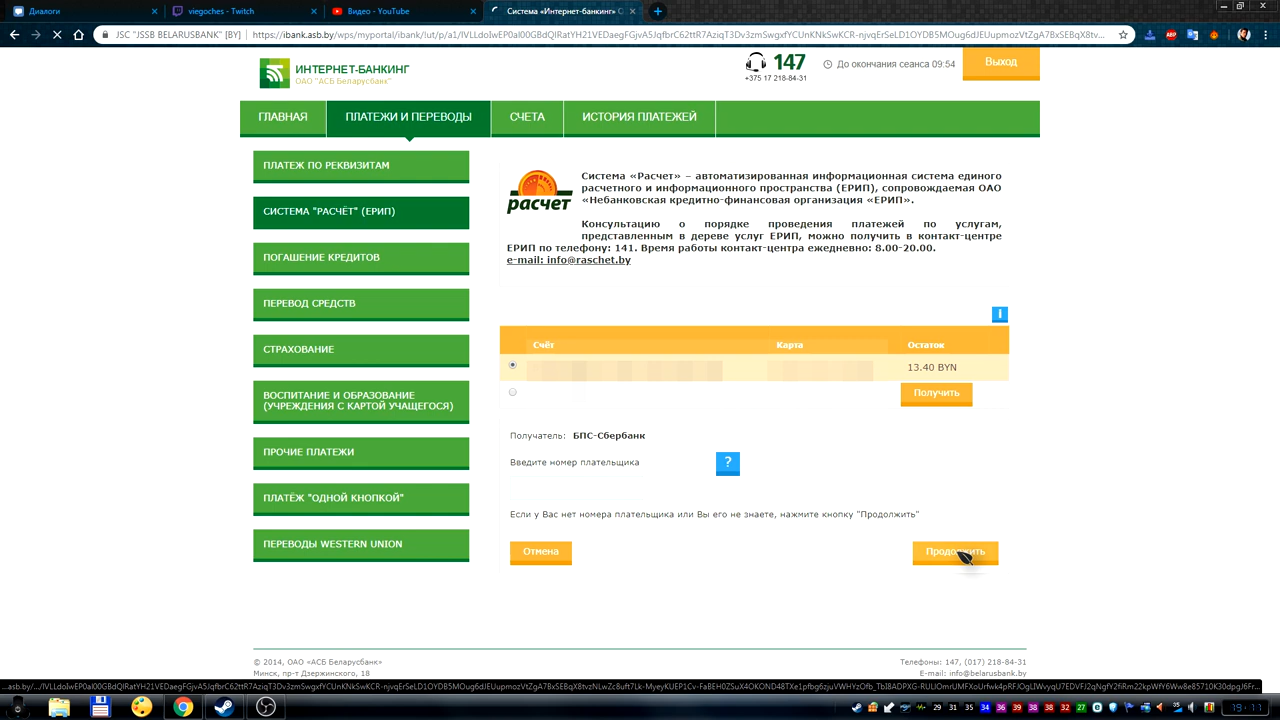 Диалоги
viegoches - Twitch
Видео - YouTube
Система «Интернет-банкинг» С
JSC "JSSB BELARUSBANK" [BY]
ИНТЕРНЕТ-БАНКИНГ
ОАО "АСБ Беларусбанк"
147
+375 17 218-84-31
До окончания сеанса 09:54
Выход
ГЛАВНАЯ
ПЛАТЕЖИ И ПЕРЕВОДЫ
СЧЕТА
ИСТОРИЯ ПЛАТЕЖЕЙ
ПЛАТЕЖ ПО РЕКВИЗИТАМ
СИСТЕМА "РАСЧЁТ" (ЕРИП)
ПОГАШЕНИЕ КРЕДИТОВ
ПЕРЕВОД СРЕДСТВ
СТРАХОВАНИЕ
ВОСПИТАНИЕ И ОБРАЗОВАНИЕ
(УЧРЕЖДЕНИЯ С КАРТОЙ УЧАЩЕГОСЯ)
ПРОЧИЕ ПЛАТЕЖИ
ПЛАТЁЖ "ОДНОЙ КНОПКОЙ"
ПЕРЕВОДЫ WESTERN UNION
расчет
Система «Расчет» – автоматизированная информационная система единого
расчетного и информационного пространства (ЕРИП), сопровождаемая ОАО
«Небанковская кредитно-финансовая организация «ЕРИП».
Консультацию о порядке проведения платежей по услугам,
представленным в дереве услуг ЕРИП, можно получить в контакт-центре
ЕРИП по телефону: 141. Время работы контакт-центра ежедневно: 8.00-20.00.
e-mail: info@raschet.by
i
Счёт Карта Остаток
13.40 BYN
Получить
Получатель: БПС-Сбербанк
Введите номер плательщика ?
Если у Вас нет номера плательщика или Вы его не знаете, нажмите кнопку "Продолжить"
Отмена
Продолжить
© 2014, ОАО «АСБ Беларусбанк»
Минск, пр-т Дзержинского, 18
Телефоны: 147, (017) 218-84-31
E-mail: info@belarusbank.by
19:11